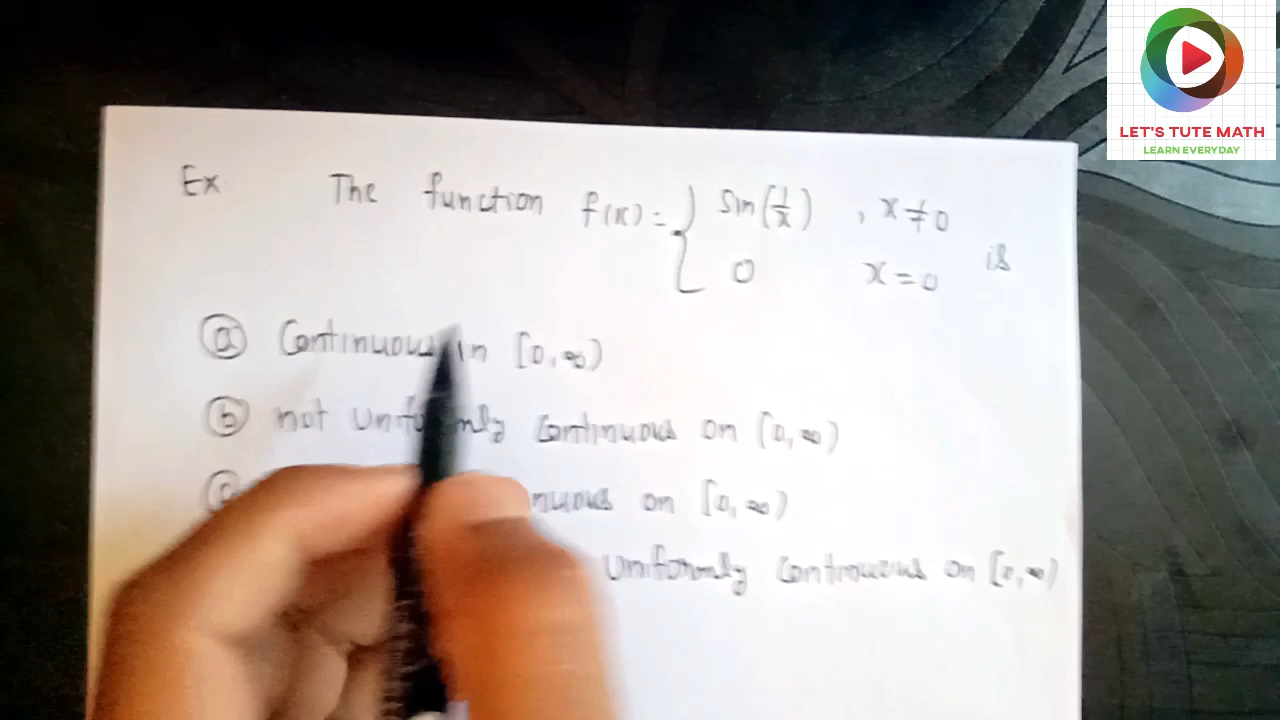 LET'S TUTE MATH
LEARN EVERYDAY
Ex. The function f(x) = { sin(1/x) , x ≠ 0
0 x = 0 is
(a) Continuous in [0, ∞)
(b) not uniformly continuous on [0, ∞)
on [0, ∞)
uniformly continuous on [0, ∞)